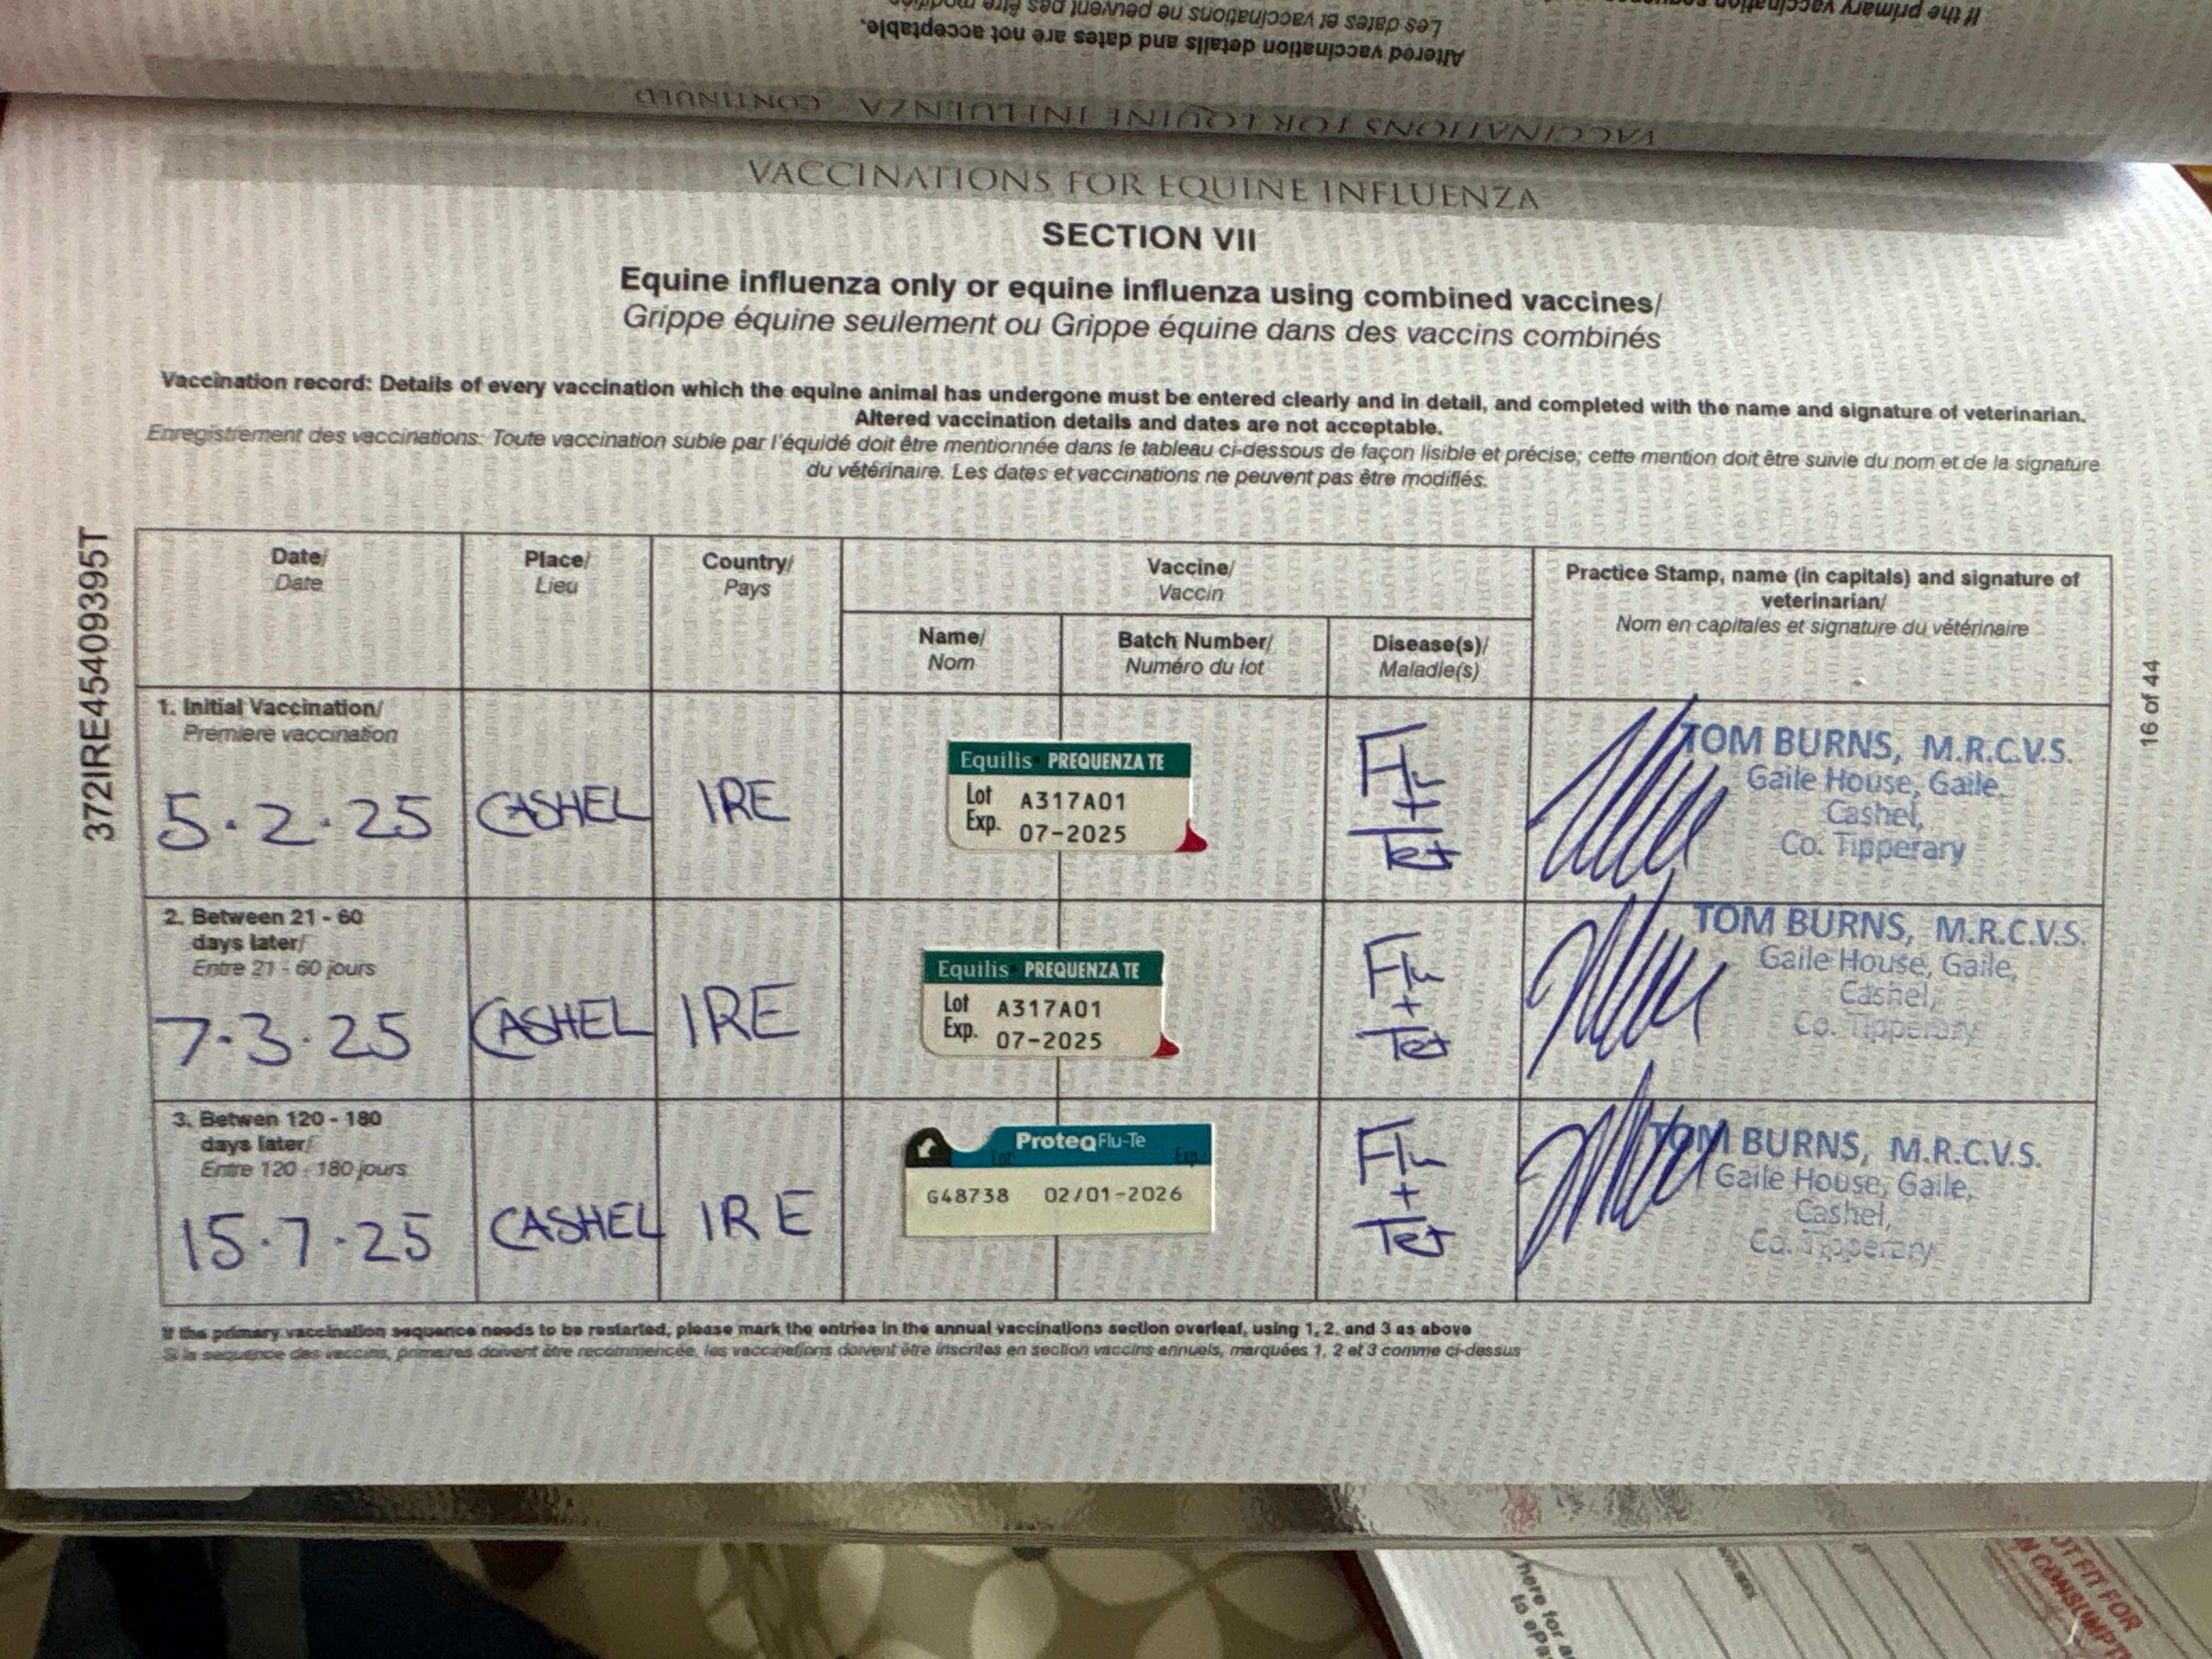 If the primary vaccination
Les dates et vaccinations ne peuvent pas être modifiés
Altered vaccination details and dates are not acceptable.
VACCINATIONS FOR EQUINE INFLUENZA - CONTINUED
VACCINATIONS FOR EQUINE INFLUENZA
SECTION VII
Equine influenza only or equine influenza using combined vaccines/
Grippe équine seulement ou Grippe équine dans des vaccins combinés
Vaccination record: Details of every vaccination which the equine animal has undergone must be entered clearly and in detail, and completed with the name and signature of veterinarian.
Altered vaccination details and dates are not acceptable.
Enregistrement des vaccinations: Toute vaccination subie par l'équidé doit être mentionnée dans le tableau ci-dessous de façon lisible et précise; cette mention doit être suivie du nom et de la signature
du vétérinaire. Les dates et vaccinations ne peuvent pas être modifiés.
372IRE45409395T
16 of 44
Date/
Date
Place/
Lieu
Country/
Pays
Vaccine/
Vaccin
Name/
Nom
Batch Number/
Numéro du lot
Disease(s)/
Maladie(s)
Practice Stamp, name (in capitals) and signature of
veterinarian/
Nom en capitales et signature du vétérinaire
1. Initial Vaccination/
Premiere vaccination
5.2.25
CASHEL
IRE
Equilis PREQUENZA TE
Lot A317A01
Exp. 07-2025
Flu
+
Tet
TOM BURNS, M.R.C.V.S.
Gaile House, Gaile,
Cashel,
Co. Tipperary
2. Between 21 - 60
days later/
Entre 21 - 60 jours
7.3.25
CASHEL
IRE
Equilis PREQUENZA TE
Lot A317A01
Exp. 07-2025
Flu
+
Tet
TOM BURNS, M.R.C.V.S.
Gaile House, Gaile,
Cashel,
Co. Tipperary
3. Betwen 120 - 180
days later/
Entre 120 - 180 jours
15.7.25
CASHEL
IRE
ProteqFlu-Te
Lot: Exp.:
G48738 02/01-2026
Flu
+
Tet
TOM BURNS, M.R.C.V.S.
Gaile House, Gaile,
Cashel,
Co. Tipperary
If the primary vaccination sequence needs to be restarted, please mark the entries in the annual vaccinations section overleaf, using 1, 2, and 3 as above
Si la sequence des vaccins, primaires doivent être recommencée, les vaccinations doivent être inscrites en section vaccins annuels, marquées 1, 2 et 3 comme ci-dessus
here for a